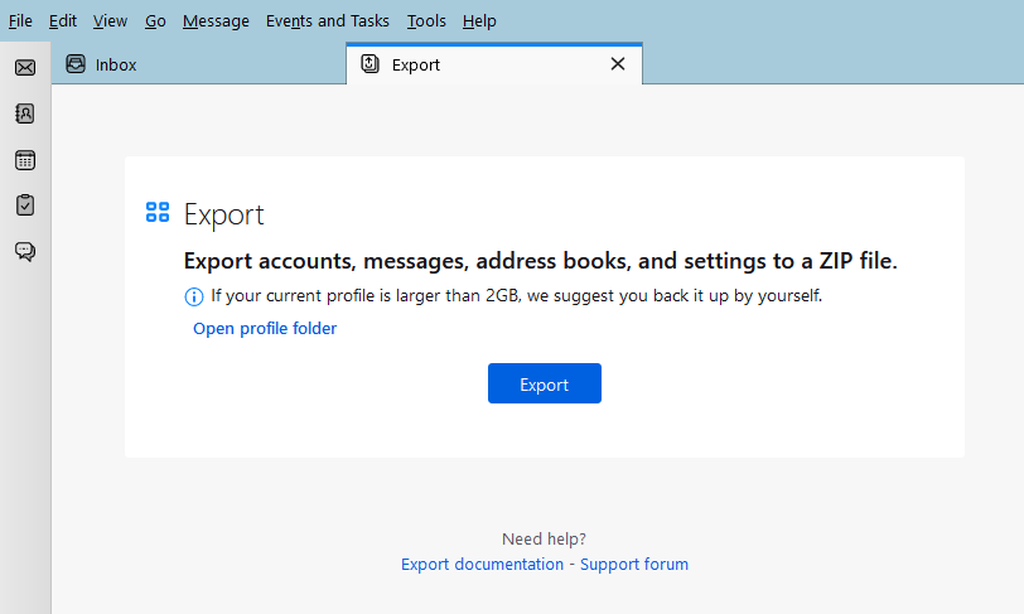 File Edit View Go Message Events and Tasks Tools Help
Inbox Export
Export
Export accounts, messages, address books, and settings to a ZIP file.
If your current profile is larger than 2GB, we suggest you back it up by yourself.
Open profile folder
Export
Need help?
Export documentation - Support forum